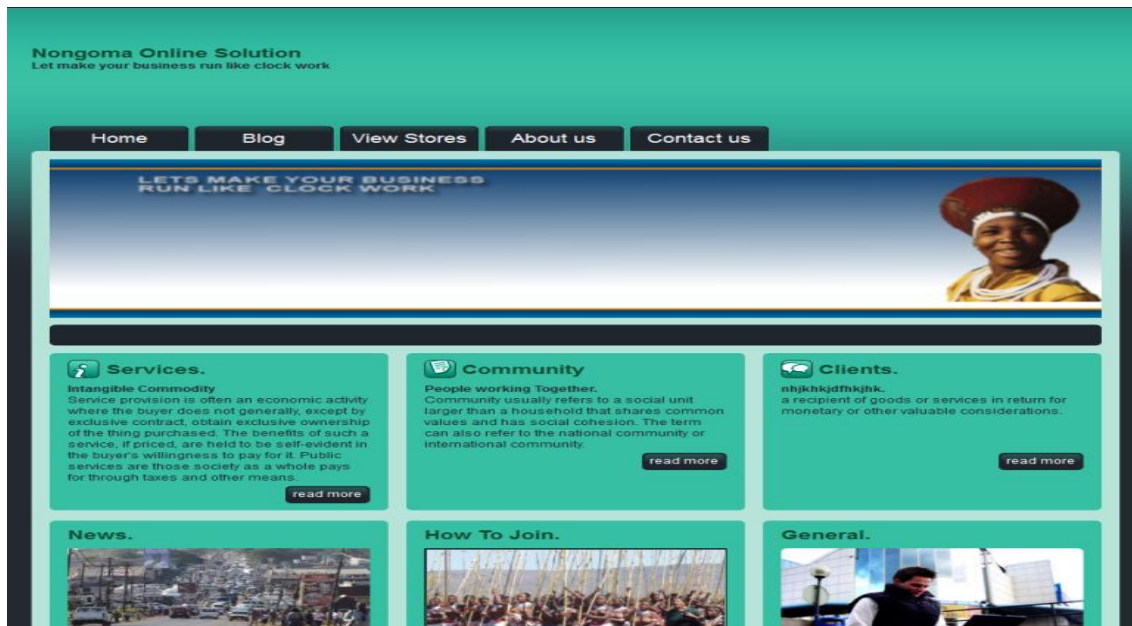 Nongoma Online Solution
Let make your business run like clock work
Home
Blog
View Stores
About us
Contact us
LETS MAKE YOUR BUSINESS
RUN LIKE CLOCK WORK
Services.
Intangible Commodity
Service provision is often an economic activity
where the buyer does not generally, except by
exclusive contract, obtain exclusive ownership
of the thing purchased. The benefits of such a
service, if priced, are held to be self-evident in
the buyer's willingness to pay for it. Public
services are those society as a whole pays
for through taxes and other means.
read more
Community
People working Together.
Community usually refers to a social unit
larger than a household that shares common
values and has social cohesion. The term
can also refer to the national community or
international community.
read more
Clients.
nhjkhkjdfhkjhk.
a recipient of goods or services in return for
monetary or other valuable considerations.
read more
News.
How To Join.
General.